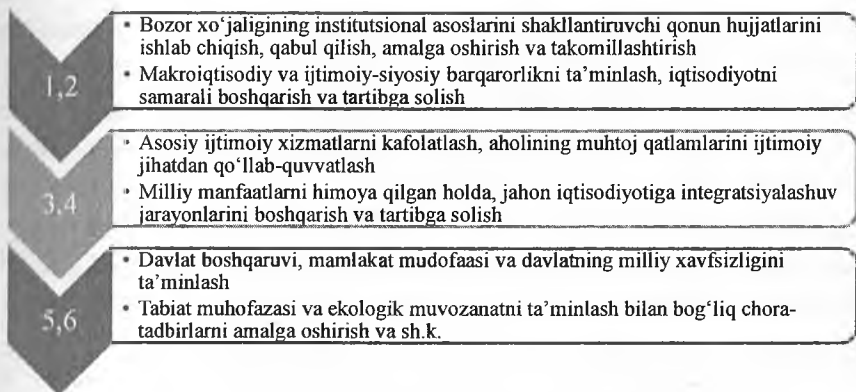 1,2
• Bozor xo‘jaligining institutsional asoslarini shakllantiruvchi qonun hujjatlarini
ishlab chiqish, qabul qilish, amalga oshirish va takomillashtirish
• Makroiqtisodiy va ijtimoiy-siyosiy barqarorlikni ta’minlash, iqtisodiyotni
samarali boshqarish va tartibga solish
3,4
• Asosiy ijtimoiy xizmatlarni kafolatlash, aholining muhtoj qatlamlarini ijtimoiy
jihatdan qo‘llab-quvvatlash
• Milliy manfaatlarni himoya qilgan holda, jahon iqtisodiyotiga integratsiyalashuv
jarayonlarini boshqarish va tartibga solish
5,6
• Davlat boshqaruvi, mamlakat mudofaasi va davlatning milliy xavfsizligini
ta’minlash
• Tabiat muhofazasi va ekologik muvozanatni ta’minlash bilan bog‘liq chora-
tadbirlarni amalga oshirish va sh.k.